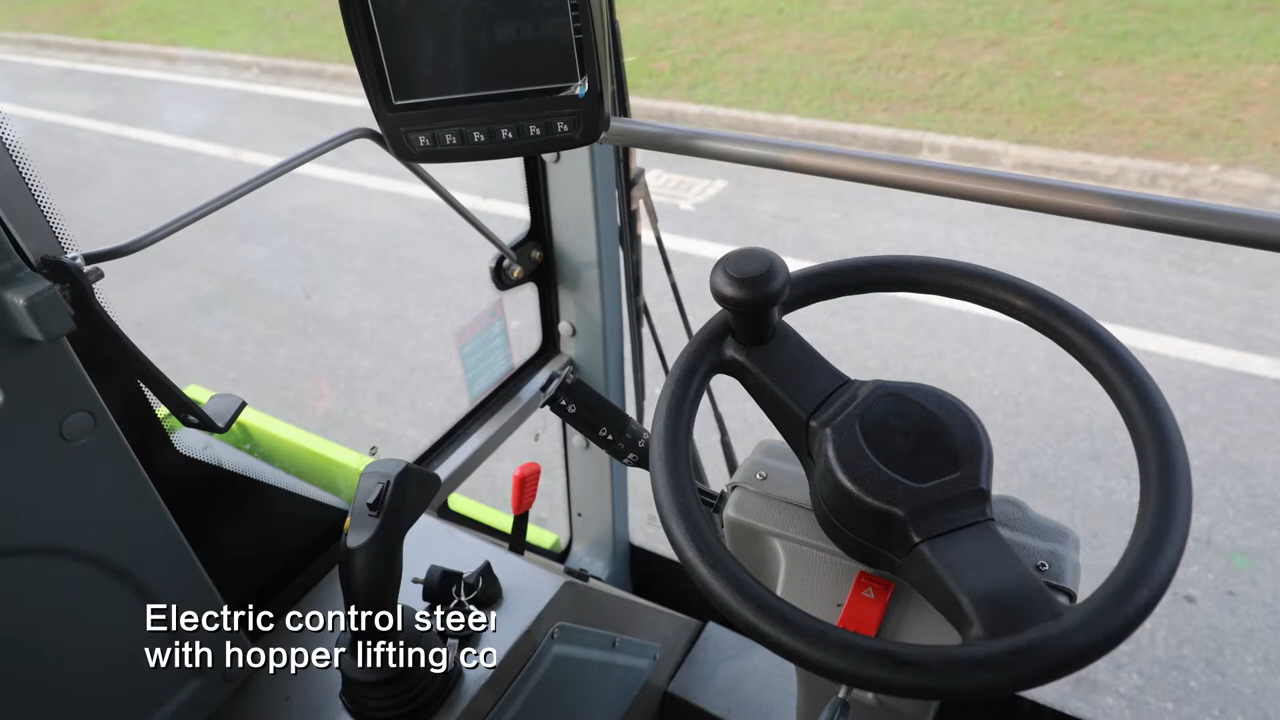 F1 F2 F3 F4 F5 F6
Electric control steer
with hopper lifting co